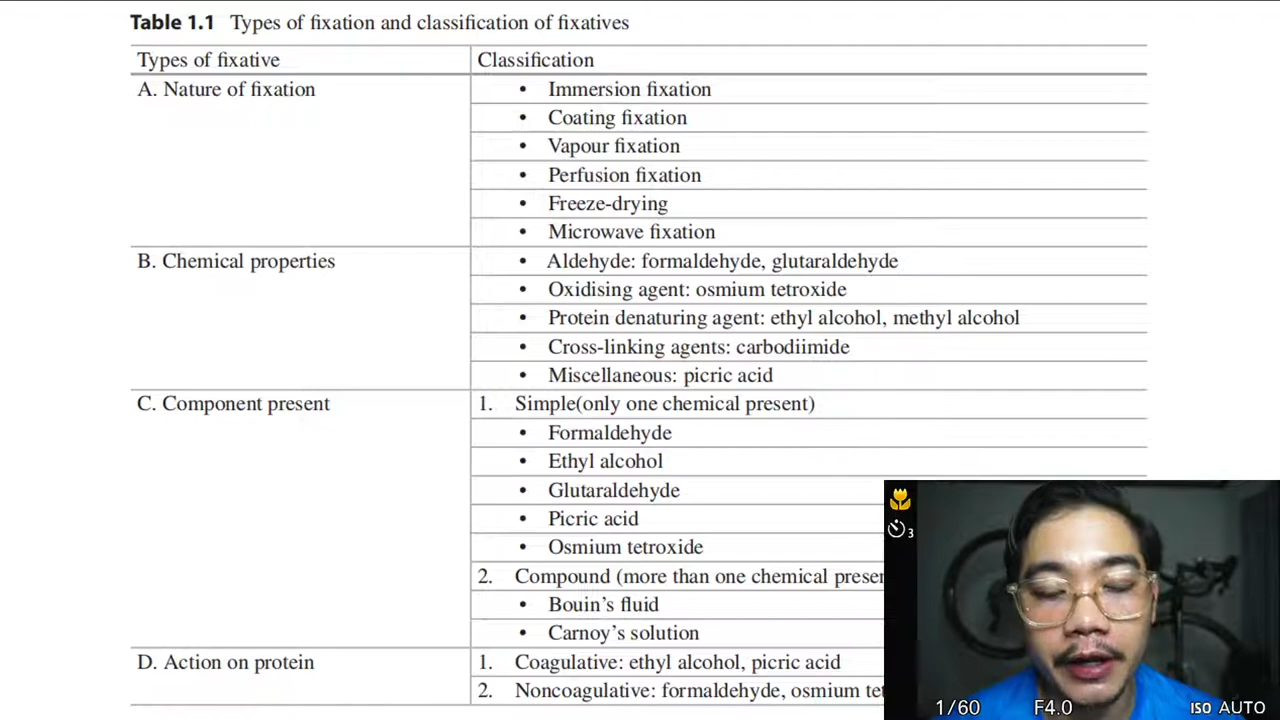 Table 1.1 Types of fixation and classification of fixatives
Types of fixative Classification
A. Nature of fixation • Immersion fixation
• Coating fixation
• Vapour fixation
• Perfusion fixation
• Freeze-drying
• Microwave fixation
B. Chemical properties • Aldehyde: formaldehyde, glutaraldehyde
• Oxidising agent: osmium tetroxide
• Protein denaturing agent: ethyl alcohol, methyl alcohol
• Cross-linking agents: carbodiimide
• Miscellaneous: picric acid
C. Component present 1. Simple(only one chemical present)
• Formaldehyde
• Ethyl alcohol
• Glutaraldehyde
• Picric acid
• Osmium tetroxide
2. Compound (more than one chemical
• Bouin's fluid
• Carnoy's solution
D. Action on protein 1. Coagulative: ethyl alcohol, picric acid
2. Noncoagulative: formaldehyde, osmium
3
1/60 F4.0 ISO AUTO